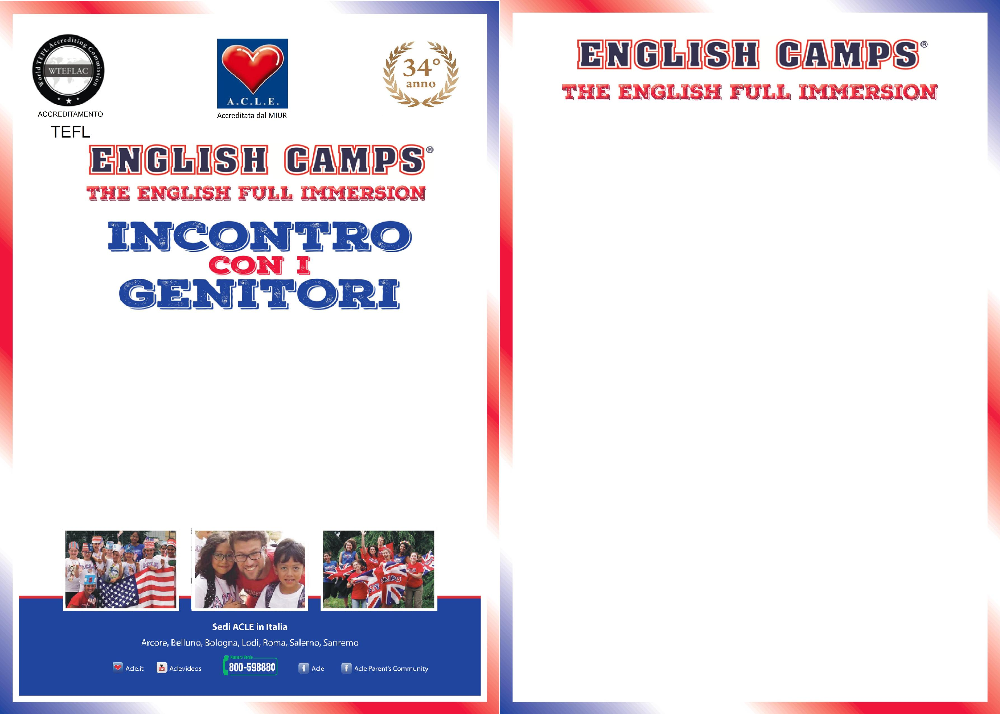 World TEFL Accrediting Commission
WTEFLAC
ACCREDITAMENTO
TEFL
A.C.L.E.
Accreditata dal MIUR
34°
anno
ENGLISH CAMPS®
THE ENGLISH FULL IMMERSION
INCONTRO
CON I
GENITORI
ACLE
Sedi ACLE in Italia
Arcore, Belluno, Bologna, Lodi, Roma, Salerno, Sanremo
Numero Verde
Acle.it
Aclevideos
800-598880
Acle
Acle Parent's Community
ENGLISH CAMPS®
THE ENGLISH FULL IMMERSION